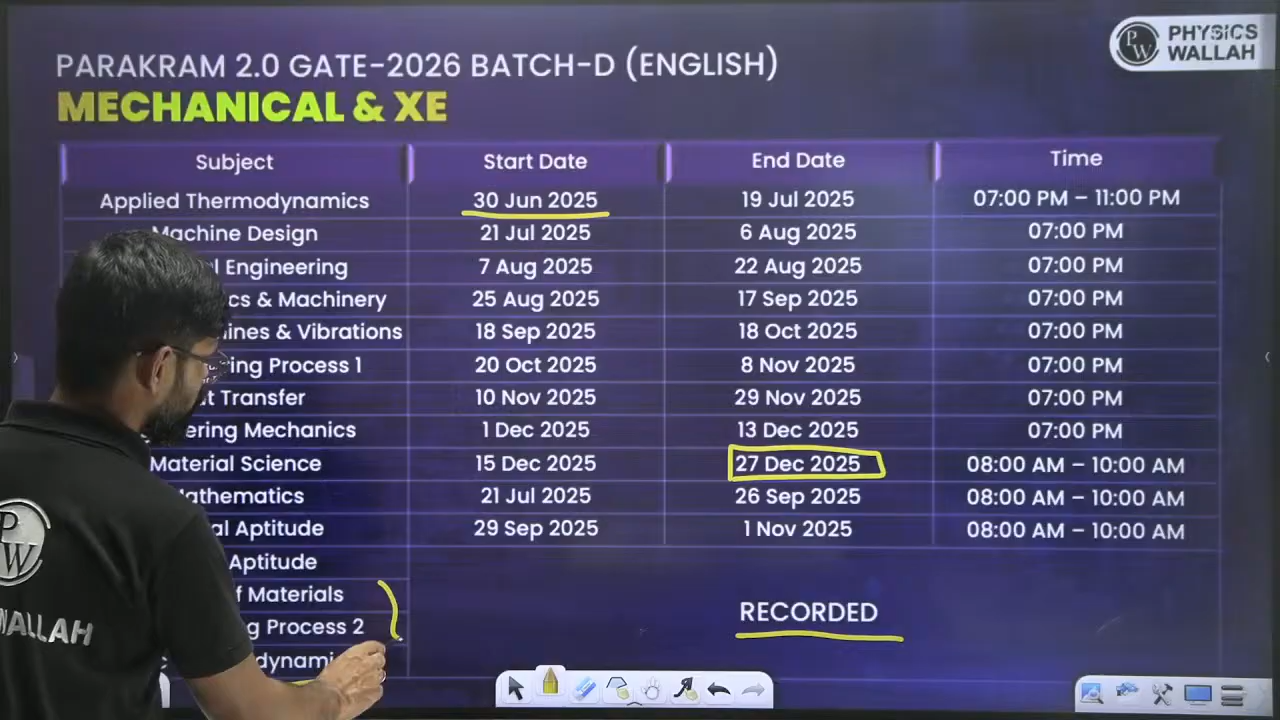 PARAKRAM 2.0 GATE-2026 BATCH-D (ENGLISH)
PHYSICS
WALLAH
PW
MECHANICAL & XE
Subject Start Date End Date Time
Applied Thermodynamics 30 Jun 2025 19 Jul 2025 07:00 PM – 11:00 PM
Machine Design 21 Jul 2025 6 Aug 2025 07:00 PM
Engineering 7 Aug 2025 22 Aug 2025 07:00 PM
& Machinery 25 Aug 2025 17 Sep 2025 07:00 PM
& Vibrations 18 Sep 2025 18 Oct 2025 07:00 PM
Process 1 20 Oct 2025 8 Nov 2025 07:00 PM
Transfer 10 Nov 2025 29 Nov 2025 07:00 PM
Mechanics 1 Dec 2025 13 Dec 2025 07:00 PM
Material Science 15 Dec 2025 27 Dec 2025 08:00 AM – 10:00 AM
Mathematics 21 Jul 2025 26 Sep 2025 08:00 AM – 10:00 AM
Aptitude 29 Sep 2025 1 Nov 2025 08:00 AM – 10:00 AM
Aptitude
Materials
RECORDED
Process 2
PW
WALLAH